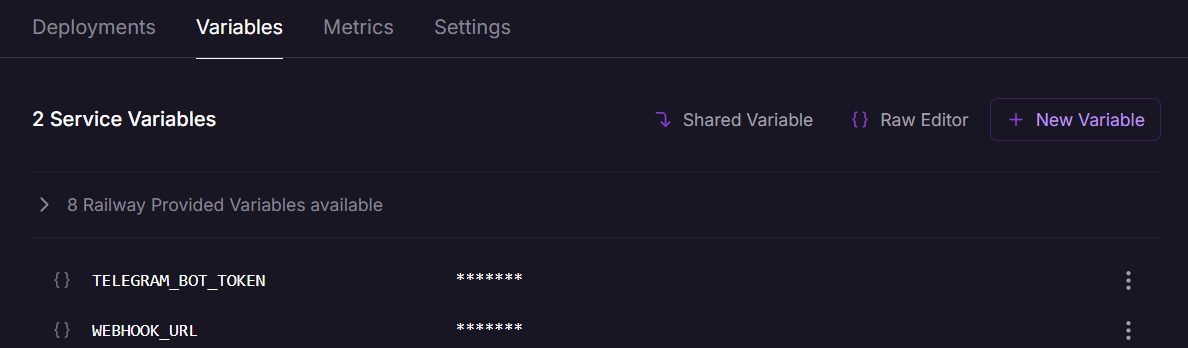 Deployments Variables Metrics Settings
2 Service Variables Shared Variable {} Raw Editor + New Variable
> 8 Railway Provided Variables available
{} TELEGRAM_BOT_TOKEN *******
{} WEBHOOK_URL *******